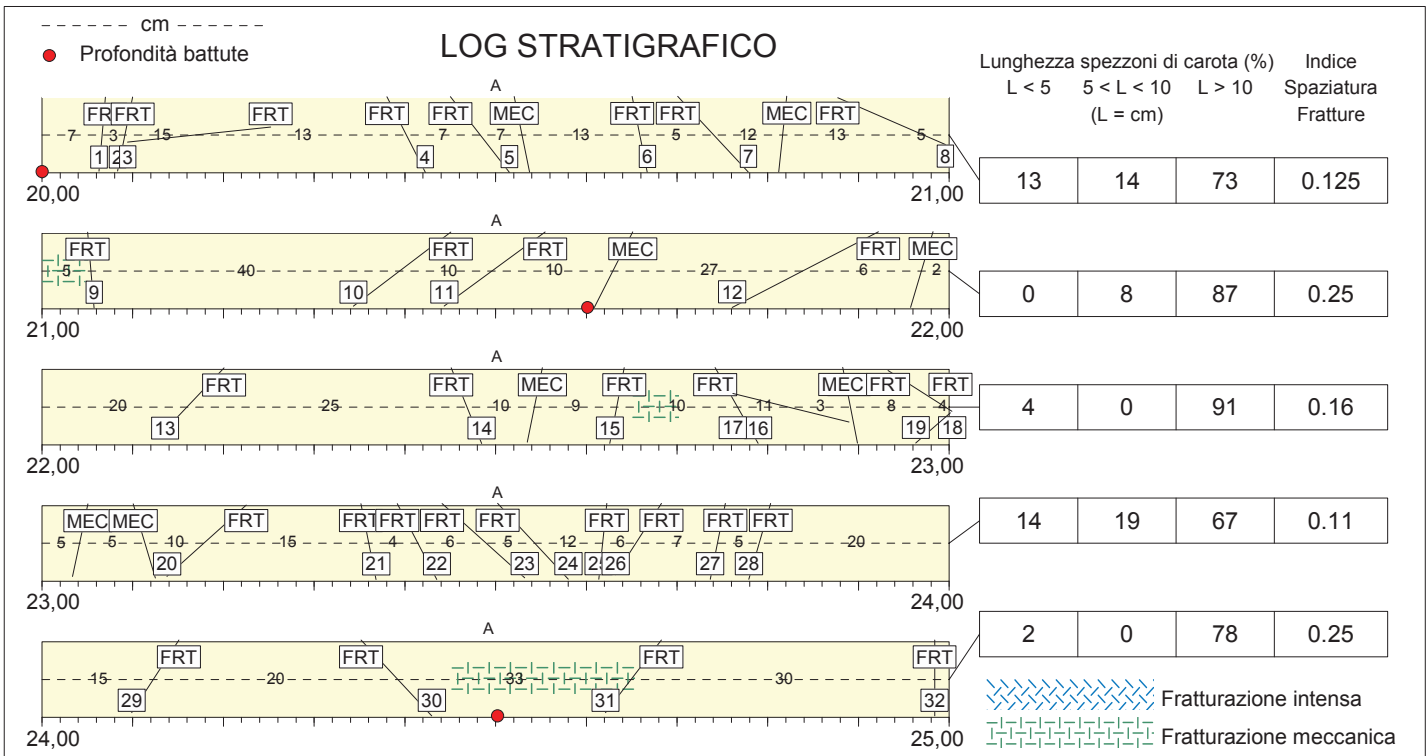 cm
Profondità battute
LOG STRATIGRAFICO
Lunghezza spezzoni di carota (%)
Indice Spaziatura Fratture
L < 5
5 < L < 10
L > 10
(L = cm)
A
FR FRT FRT FRT FRT MEC FRT FRT MEC FRT
7 3 15 13 7 7 13 5 12 13 5
1 2 3 4 5 6 7 8
20,00 21,00
13 14 73 0.125
A
FRT FRT FRT MEC FRT MEC
5 40 10 10 27 6 2
9 10 11 12
21,00 22,00
0 8 87 0.25
A
FRT FRT MEC FRT FRT MEC FRT FRT
20 25 10 9 10 11 3 8 4
13 14 15 17 16 19 18
22,00 23,00
4 0 91 0.16
A
MEC MEC FRT FRT FRT FRT FRT FRT FRT FRT FRT
5 5 10 15 4 6 5 12 6 7 5 20
20 21 22 23 24 25 26 27 28
23,00 24,00
14 19 67 0.11
A
FRT FRT FRT FRT
15 20 33 30
29 30 31 32
24,00 25,00
2 0 78 0.25
Fratturazione intensa
Fratturazione meccanica